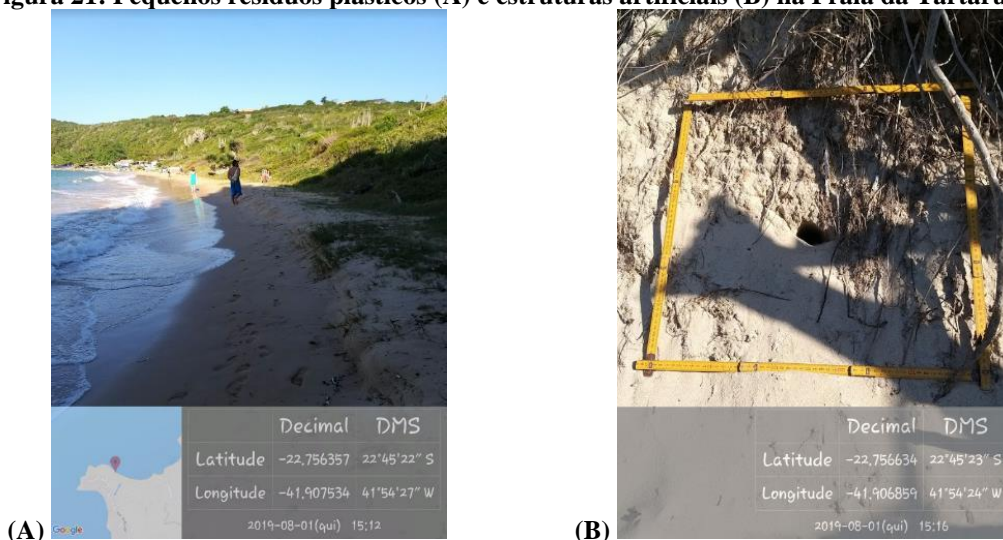 Figura 21: Pequenos resíduos plásticos (A) e estruturas artificiais (B) na Praia da
Decimal DMS
Latitude -22,756357 22°45'22" S
Longitude -41,907534 41°54'27" W
2019-08-01(qui) 15:12
Google
(A)
Decimal DMS
Latitude -22,756634 22°45'23" S
Longitude -41,906859 41°54'24" W
2019-08-01(qui) 15:16
(B)